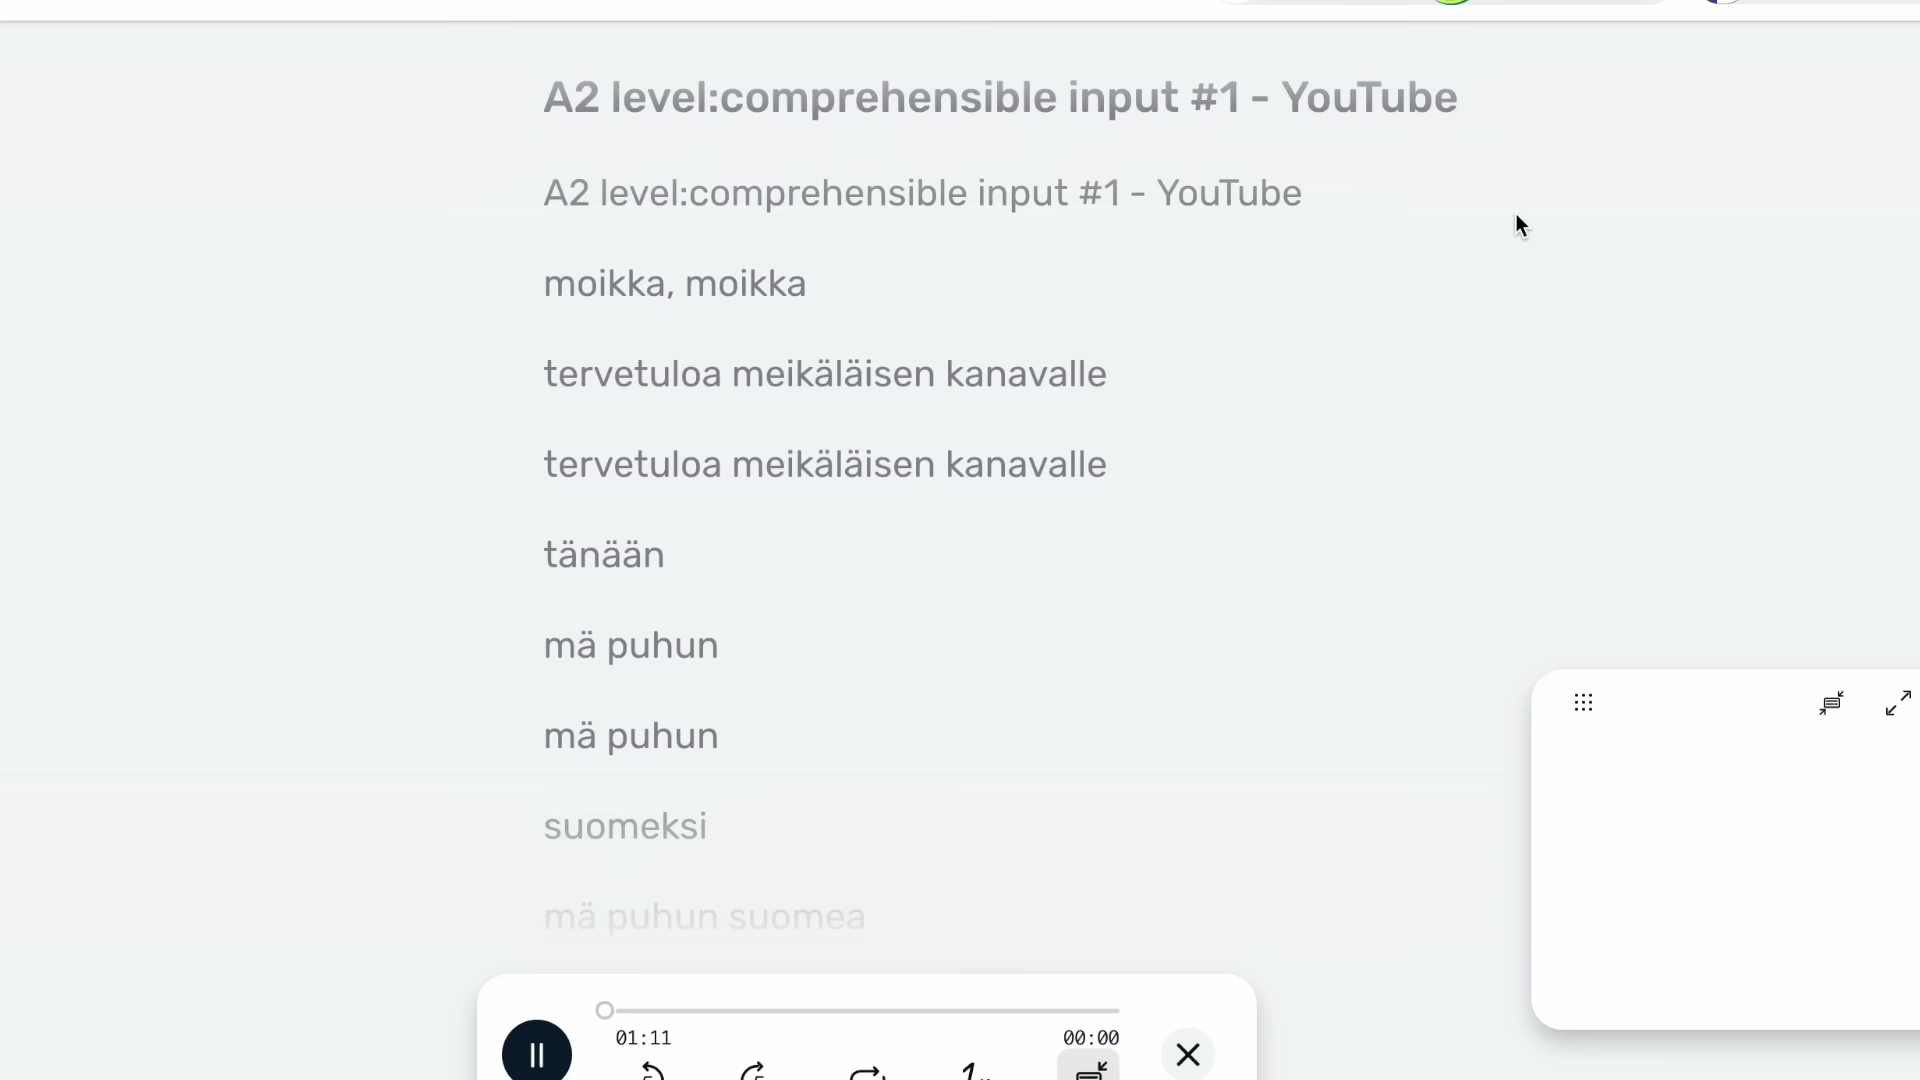 A2 level:comprehensible input #1 - YouTube
A2 level:comprehensible input #1 - YouTube
moikka, moikka
tervetuloa meikäläisen kanavalle
tervetuloa meikäläisen kanavalle
tänään
mä puhun
mä puhun
suomeksi
mä puhun suomea
01:11 00:00